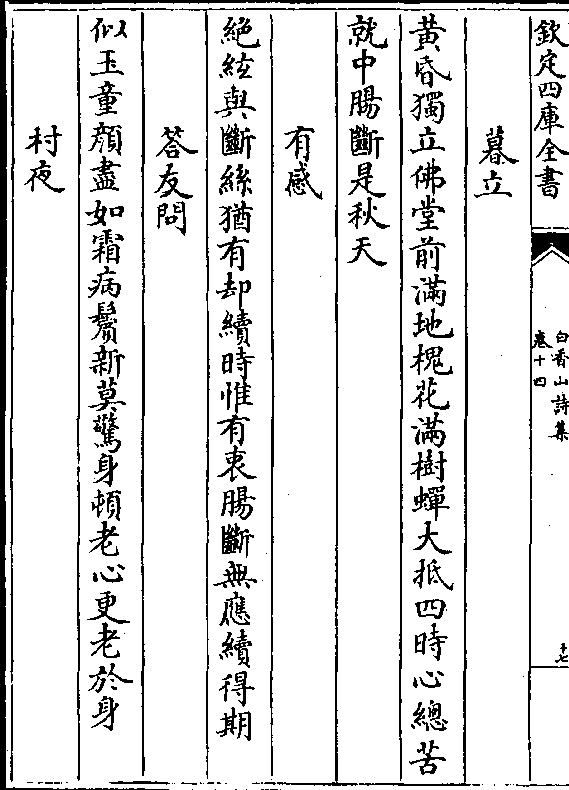 欽定四庫全書
白香山詩集
卷十四
十七
暮立
黃昏獨立佛堂前滿地槐花滿樹蟬大抵四時心總苦
就中腸斷是秋天
有感
絕絃與斷絲猶有却續時惟有衷腸斷無應續得期
答友問
似玉童顏盡如霜病鬢新莫驚身頓老心更老於身
村夜